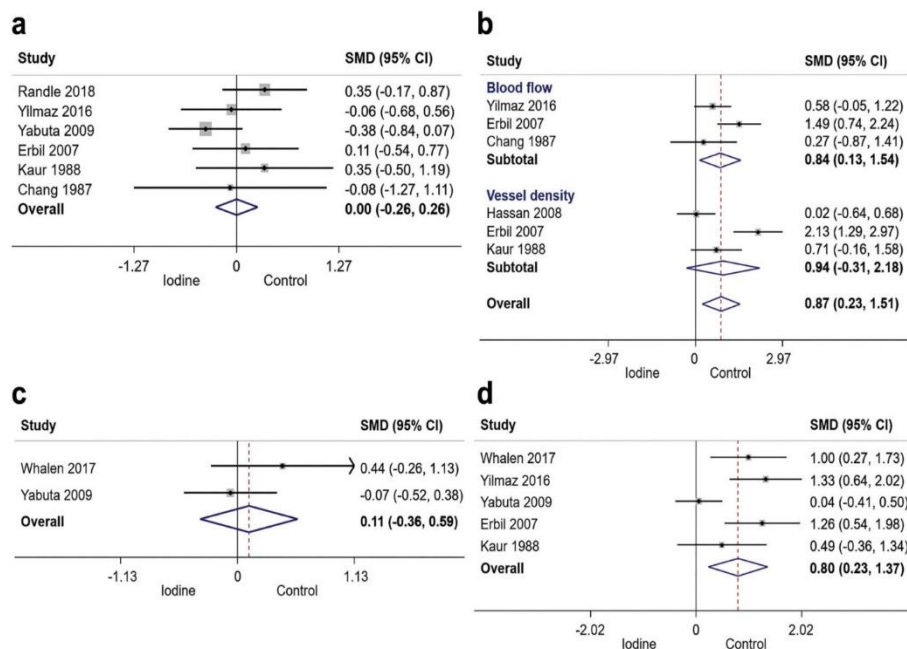 a
Study SMD (95% CI)
Randle 2018 0.35 (-0.17, 0.87)
Yllmaz 2016 -0.06 (-0.68, 0.56)
Yabuta 2009 -0.38 (-0.84, 0.07)
Erbil 2007 0.11 (-0.54, 0.77)
Kaur 1988 0.35 (-0.50, 1.19)
Chang 1987 -0.08 (-1.27, 1.11)
Overall 0.00 (-0.26, 0.26)
-1.27 0 1.27
Iodine Control
b
Study SMD (95% CI)
Blood flow
Yilmaz 2016 0.58 (-0.05, 1.22)
Erbil 2007 1.49 (0.74, 2.24)
Chang 1987 0.27 (-0.87, 1.41)
Subtotal 0.84 (0.13, 1.54)
Vessel density
Hassan 2008 0.02 (-0.64, 0.68)
Erbil 2007 2.13 (1.29, 2.97)
Kaur 1988 0.71 (-0.16, 1.58)
Subtotal 0.94 (-0.31, 2.18)
Overall 0.87 (0.23, 1.51)
-2.97 0 2.97
Iodine Control
c
Study SMD (95% CI)
Whalen 2017 0.44 (-0.26, 1.13)
Yabuta 2009 -0.07 (-0.52, 0.38)
Overall 0.11 (-0.36, 0.59)
-1.13 0 1.13
Iodine Control
d
Study SMD (95% CI)
Whalen 2017 1.00 (0.27, 1.73)
Yilmaz 2016 1.33 (0.64, 2.02)
Yabuta 2009 0.04 (-0.41, 0.50)
Erbil 2007 1.26 (0.54, 1.98)
Kaur 1988 0.49 (-0.36, 1.34)
Overall 0.80 (0.23, 1.37)
-2.02 0 2.02
Iodine Control